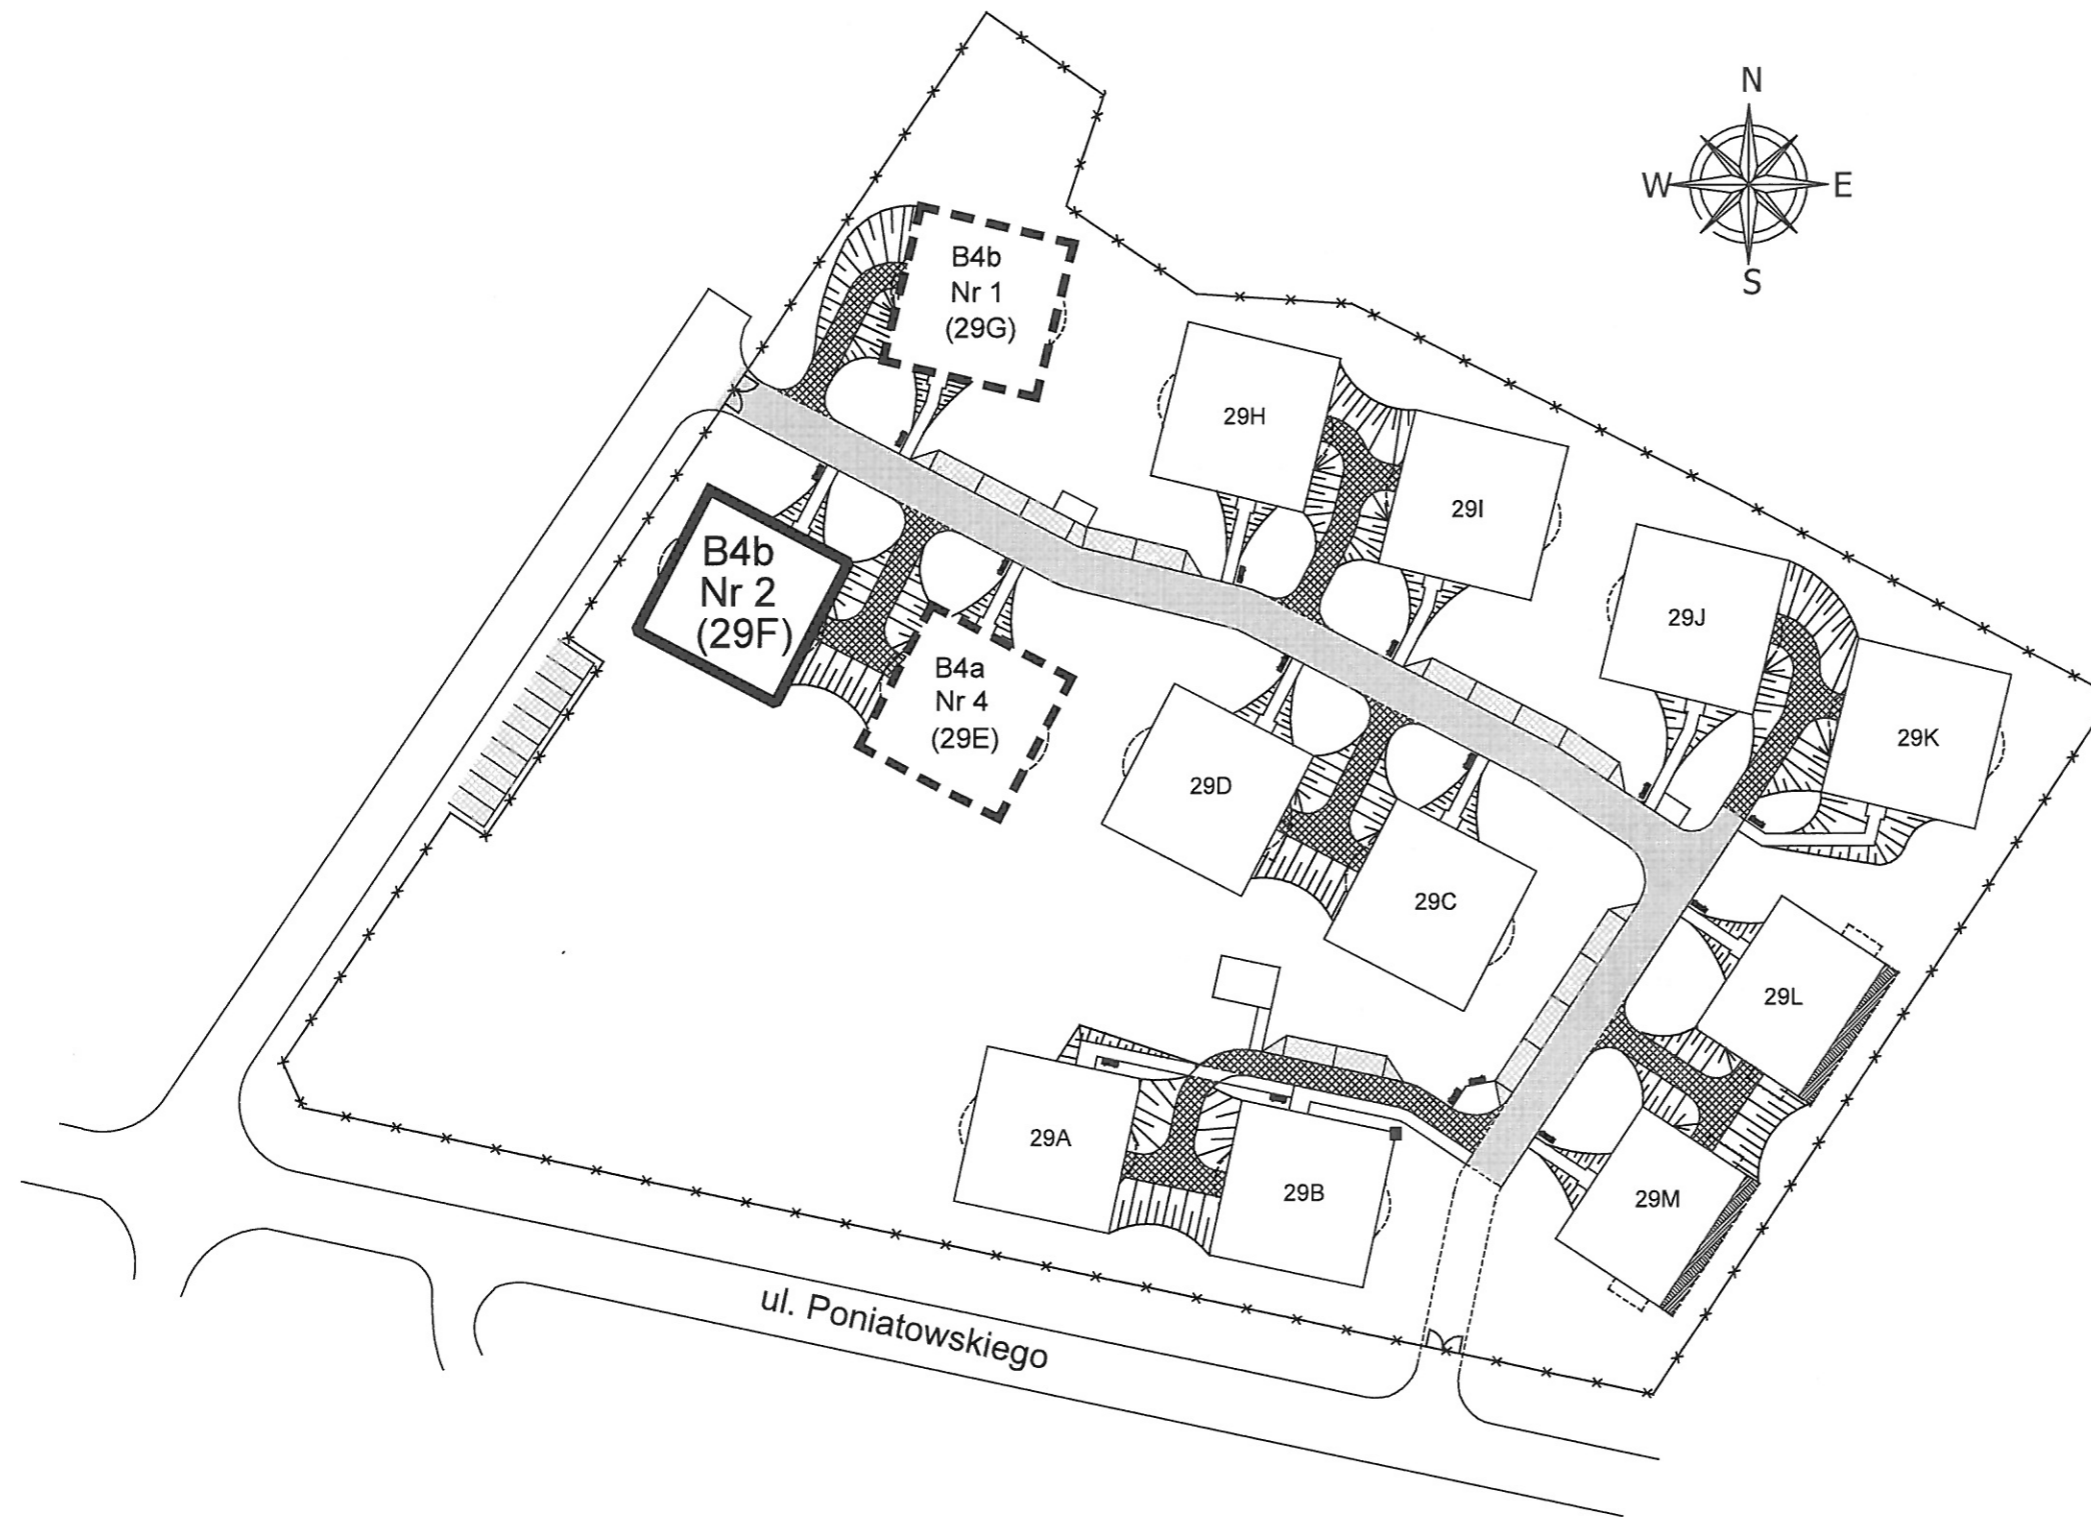 N
W E
S
B4b
Nr 1
(29G)
29H
29I
B4b
Nr 2
(29F)
29J
B4a
Nr 4
(29E)
29K
29D
29C
29L
29A
29B
29M
ul. Poniatowskiego